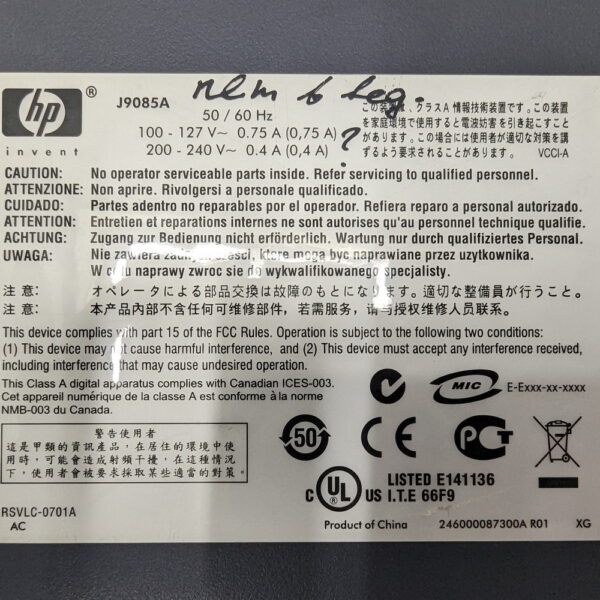 hp
®
invent
J9085A
50 / 60 Hz
100 - 127 V~ 0.75 A (0,75 A)
200 - 240 V~ 0.4 A (0,4 A)
?
この装置は、クラスA 情報技術装置です。この装置
を家庭環境で使用すると電波妨害を引き起こすこと
があります。この場合には使用者が適切な対策を講
ずるよう要求されることがあります。 VCCI-A
CAUTION: No operator serviceable parts inside. Refer servicing to qualified personnel.
ATTENZIONE: Non aprire. Rivolgersi a personale qualificado.
CUIDADO: Partes adentro no reparables por el operador. Refiera reparo a personal autorizado.
ATTENTION: Entretien et reparations internes ne sont autorises qu'au personnel technique qualifie.
ACHTUNG: Zugang zur Bedienung nicht erforderlich. Wartung nur durch qualifiziertes Personal.
UWAGA: Nie zawiera zadnych czesci, ktore moga byc naprawiane przez uzytkownika.
W celu naprawy zwroc sie do wykwalifikowanego specjalisty.
注 意: オペレータによる部品交換は故障のもとになります。適切な整備員が行うこと。
注 意: 本产品内部不含任何可维修部件，若需服务，请与授权维修人员联系。
This device complies with part 15 of the FCC Rules. Operation is subject to the following two conditions:
(1) This device may not cause harmful interference, and (2) This device must accept any interference received,
including interference that may cause undesired operation.
This Class A digital apparatus complies with Canadian ICES-003.
Cet appareil numérique de la classe A est conforme à la norme
NMB-003 du Canada.
MIC
E-Exxx-xx-xxxx
警告使用者
這是甲類的資訊產品，在居住的環境中使
用時，可能會造成射頻干擾，在這種情況
下，使用者會被要求採取某些適當的對策。
50
CE
PCT
c UL US
LISTED E141136
I.T.E 66F9
RSVLC-0701A
AC
Product of China
246000087300A R01
XG